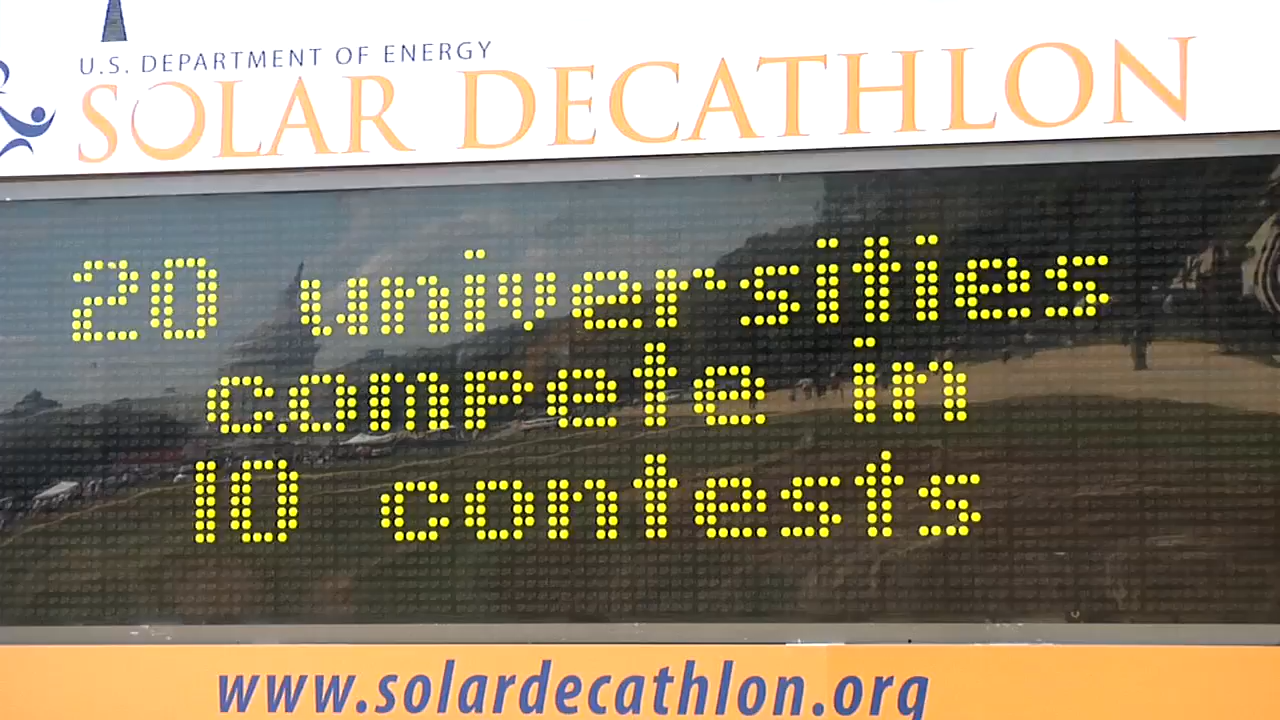 U.S. DEPARTMENT OF ENERGY
SOLAR DECATHLON
20 universities
compete in
10 contests
www.solardecathlon.org